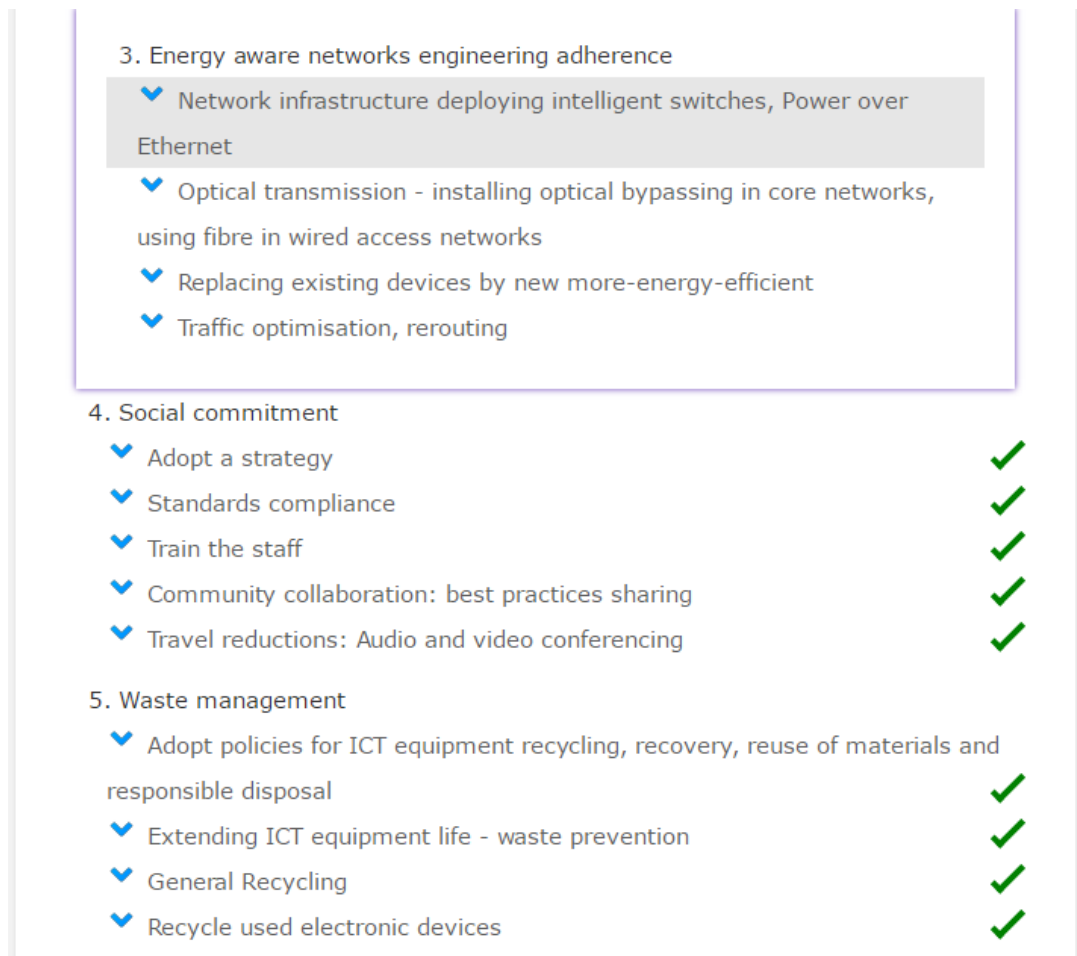 3. Energy aware networks engineering adherence
Network infrastructure deploying intelligent switches, Power over
Ethernet
Optical transmission - installing optical bypassing in core networks,
using fibre in wired access networks
Replacing existing devices by new more-energy-efficient
Traffic optimisation, rerouting
4. Social commitment
Adopt a strategy
Standards compliance
Train the staff
Community collaboration: best practices sharing
Travel reductions: Audio and video conferencing
5. Waste management
Adopt policies for ICT equipment recycling, recovery, reuse of materials and
responsible disposal
Extending ICT equipment life - waste prevention
General Recycling
Recycle used electronic devices